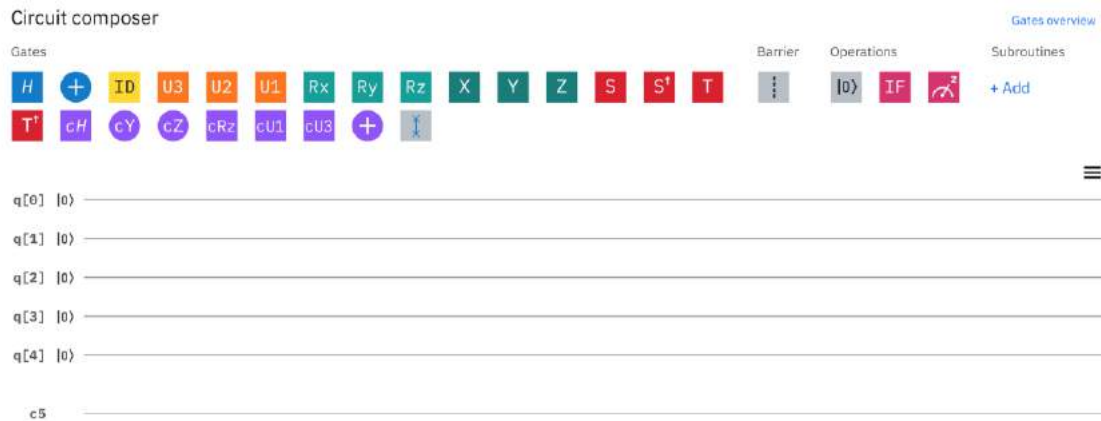 Circuit composer
Gates overview
Gates Barrier Operations Subroutines
H + ID U3 U2 U1 Rx Ry Rz X Y Z S S† T |0⟩ IF z + Add
T† cH cY cZ cRz cU1 cU3 +
q[0] |0⟩
q[1] |0⟩
q[2] |0⟩
q[3] |0⟩
q[4] |0⟩
c5